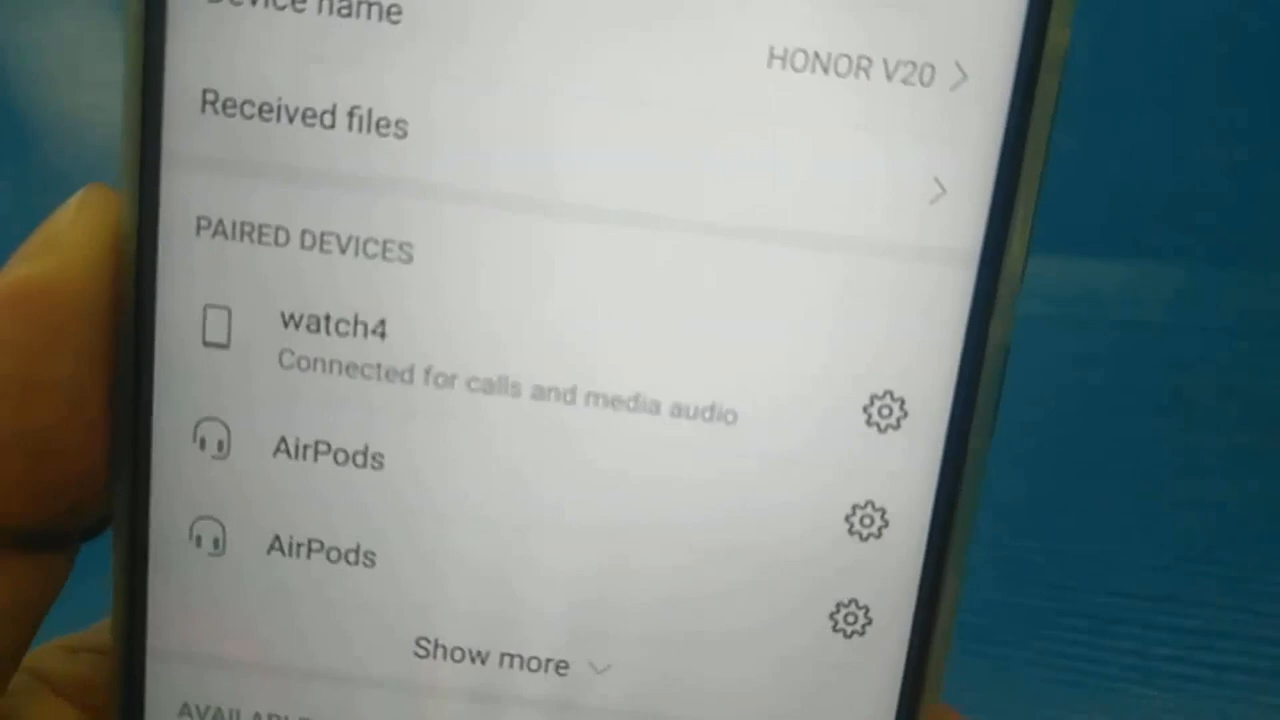 Device name
HONOR V20
Received files
PAIRED DEVICES
watch4
Connected for calls and media audio
AirPods
AirPods
Show more
AVAILABLE